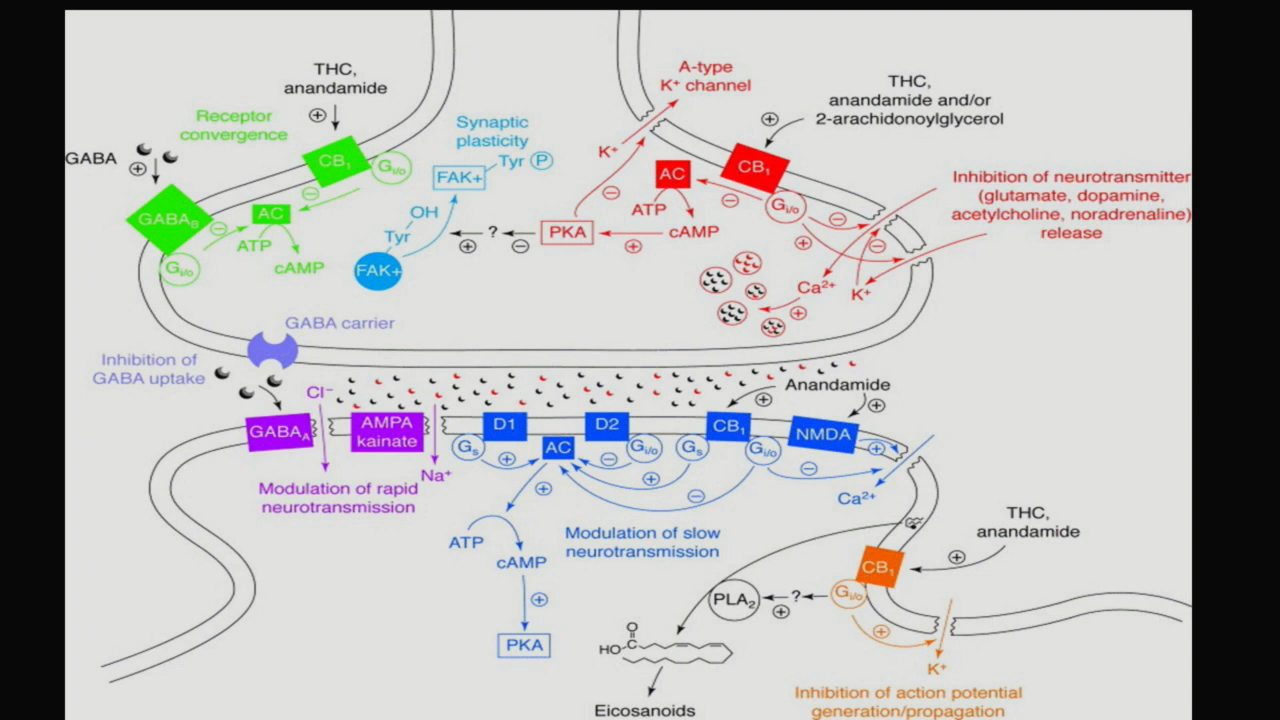 THC,
anandamide
Receptor
convergence
GABA
CB1
Gi/o
GABAB
AC
ATP
cAMP
Gi/o
Synaptic
plasticity
Tyr P
FAK+
OH
Tyr
FAK+
? 
PKA
A-type
K+ channel
K+
AC
ATP
cAMP
THC,
anandamide and/or
2-arachidonoylglycerol
CB1
Gi/o
Inhibition of neurotransmitter
(glutamate, dopamine,
acetylcholine, noradrenaline)
release
Ca2+
K+
GABA carrier
Inhibition of
GABA uptake
Cl−
GABAA
AMPA
kainate
Na+
Modulation of rapid
neurotransmission
Anandamide
D1
D2
CB1
NMDA
Gs
AC
Gi/o
Gs
Gi/o
Ca2+
ATP
cAMP
PKA
Modulation of slow
neurotransmission
THC,
anandamide
CB1
Gi/o
?
PLA2
O
HO C
Eicosanoids
K+
Inhibition of action potential
generation/propagation